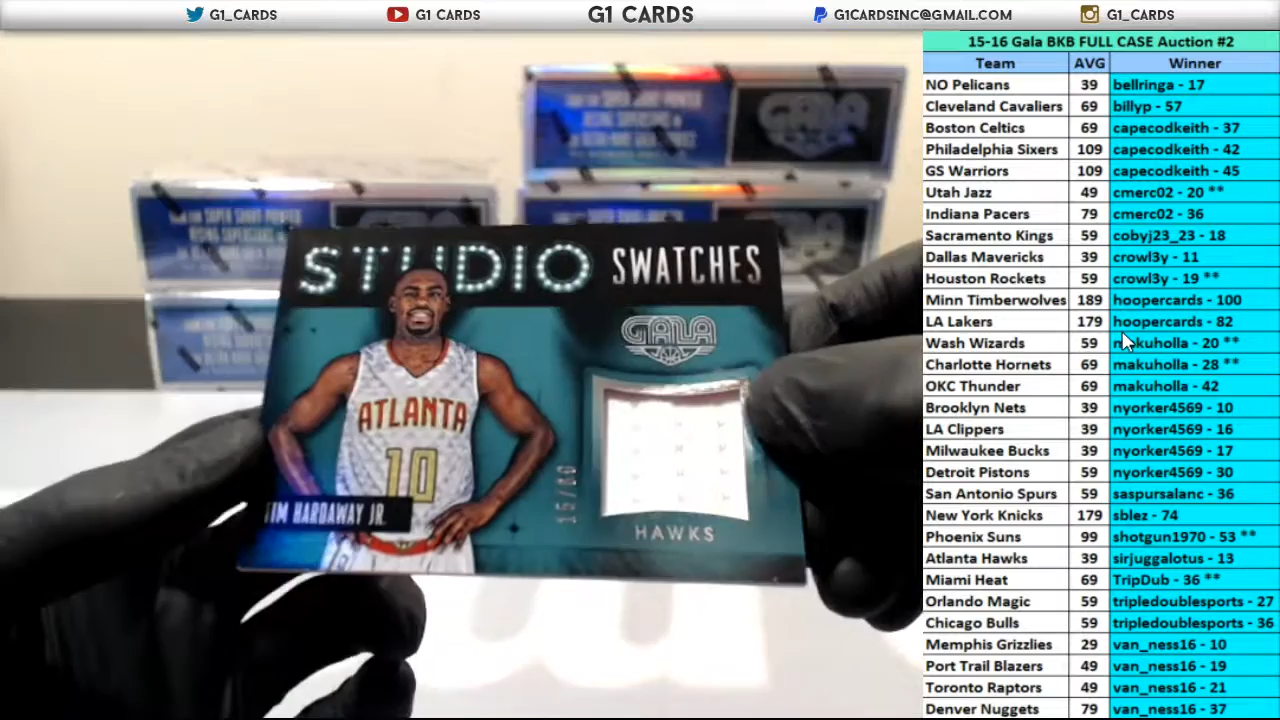 G1_CARDS
G1 CARDS
G1 CARDS
G1CARDSINC@GMAIL.COM
G1_CARDS
15-16 Gala BKB FULL CASE Auction #2
Team AVG Winner
NO Pelicans 39 bellringa - 17
Cleveland Cavaliers 69 billyp - 57
Boston Celtics 69 capecodkeith - 37
Philadelphia Sixers 109 capecodkeith - 42
GS Warriors 109 capecodkeith - 45
Utah Jazz 49 cmerc02 - 20 **
Indiana Pacers 79 cmerc02 - 36
Sacramento Kings 59 cobyj23_23 - 18
Dallas Mavericks 39 crowl3y - 11
Houston Rockets 59 crowl3y - 19 **
Minn Timberwolves 189 hoopercards - 100
LA Lakers 179 hoopercards - 82
Wash Wizards 59 makuholla - 20 **
Charlotte Hornets 69 makuholla - 28 **
OKC Thunder 69 makuholla - 42
Brooklyn Nets 39 nyorker4569 - 10
LA Clippers 39 nyorker4569 - 16
Milwaukee Bucks 39 nyorker4569 - 17
Detroit Pistons 59 nyorker4569 - 30
San Antonio Spurs 59 saspursalanc - 36
New York Knicks 179 sblez - 74
Phoenix Suns 99 shotgun1970 - 53 **
Atlanta Hawks 39 sirjuggalotus - 13
Miami Heat 69 TripDub - 36 **
Orlando Magic 59 tripledoublesports - 27
Chicago Bulls 59 tripledoublesports - 36
Memphis Grizzlies 29 van_ness16 - 10
Port Trail Blazers 49 van_ness16 - 19
Toronto Raptors 49 van_ness16 - 21
Denver Nuggets 79 van_ness16 - 37
GALA
STUDIO SWATCHES
GALA
ATLANTA
10
TIM HARDAWAY JR.
HAWKS